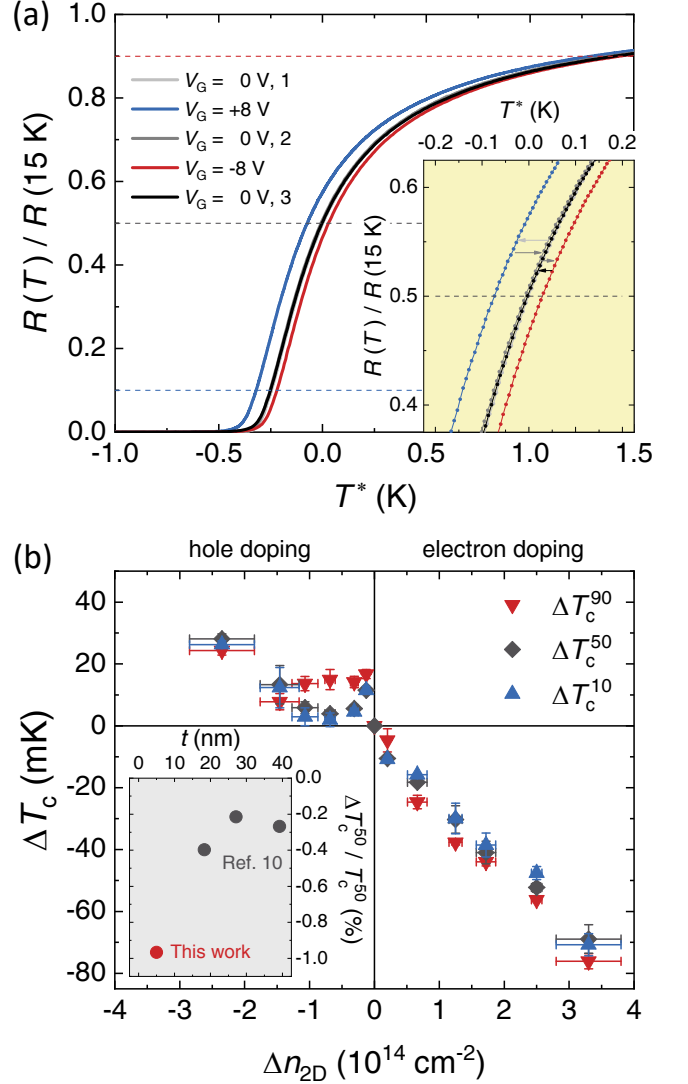 (a)
1.0
0.8
0.6
0.4
0.2
0.0
R(T) / R (15 K)
V_G = 0 V, 1
V_G = +8 V
V_G = 0 V, 2
V_G = -8 V
V_G = 0 V, 3
T* (K)
-0.2 -0.1 0.0 0.1 0.2
0.6
0.5
0.4
R(T) / R (15 K)
-1.0 -0.5 0.0 0.5 1.0 1.5
T* (K)
(b)
hole doping electron doping
40
20
0
-20
-40
-60
-80
ΔT_c (mK)
ΔT_c^90
ΔT_c^50
ΔT_c^10
t (nm)
0 10 20 30 40
0.0
-0.2
-0.4
-0.6
-0.8
-1.0
ΔT_c^50 / T_c^50 (%)
Ref. 10
This work
-4 -3 -2 -1 0 1 2 3 4
Δn_2D (10^14 cm^-2)